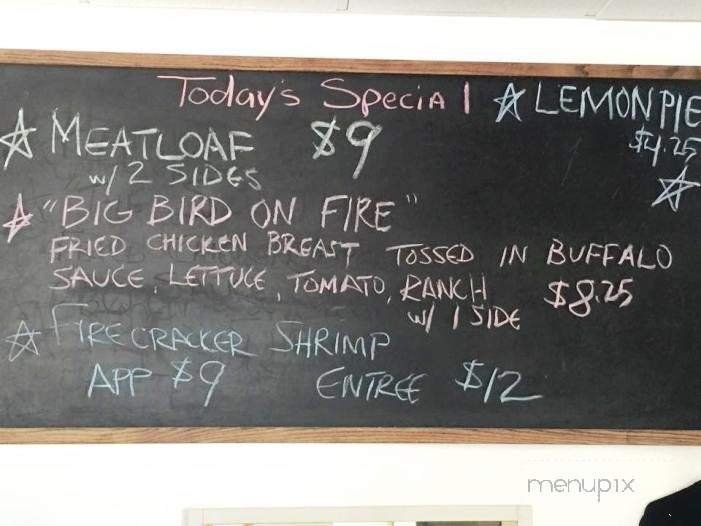 Today's Special
LEMON PIE
$4.25
MEATLOAF $9
w/ 2 SIDES
"BIG BIRD ON FIRE"
FRIED CHICKEN BREAST TOSSED IN BUFFALO
SAUCE, LETTUCE, TOMATO, RANCH $8.25
w/ 1 SIDE
FIRECRACKER SHRIMP
APP $9 ENTREE $12
menupix